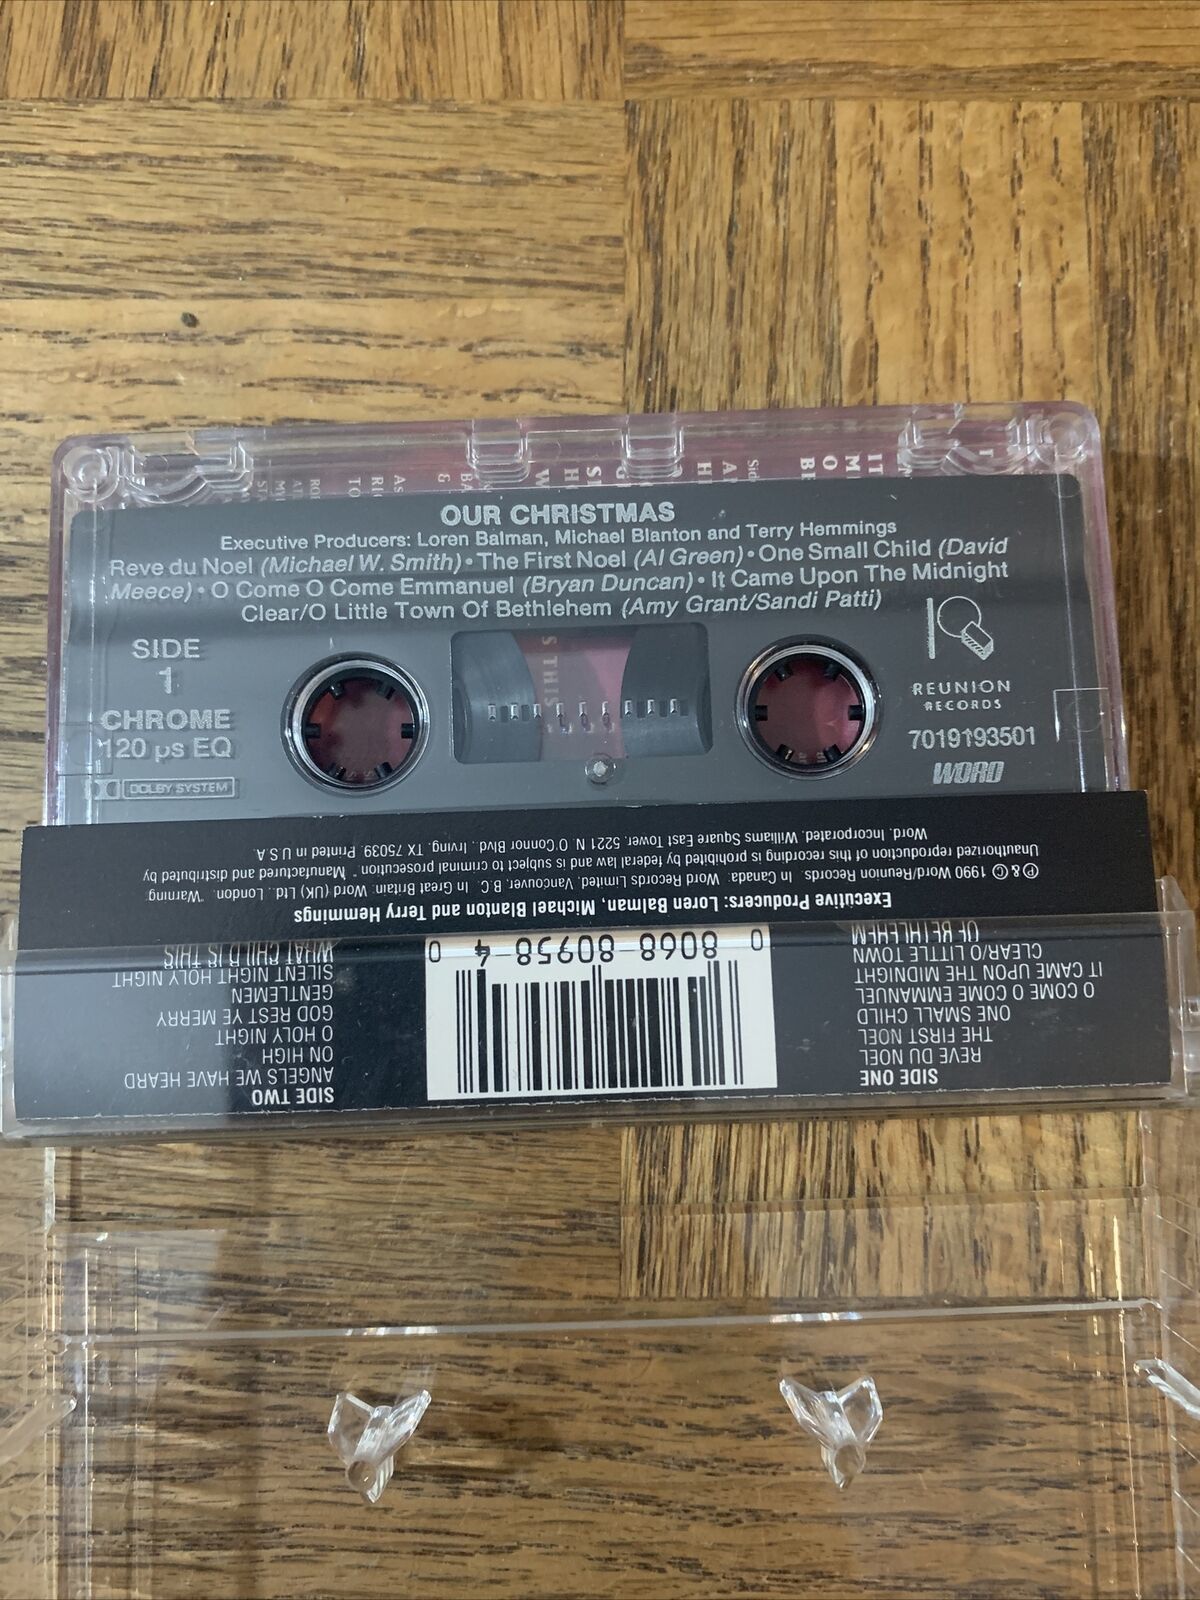 OUR CHRISTMAS
Executive Producers: Loren Balman, Michael Blanton and Terry Hemmings
Reve du Noel (Michael W. Smith) • The First Noel (Al Green) • One Small Child (David
Meece) • O Come O Come Emmanuel (Bryan Duncan) • It Came Upon The Midnight
Clear/O Little Town Of Bethlehem (Amy Grant/Sandi Patti)
SIDE
1
CHROME
120 µs EQ
DOLBY SYSTEM
REUNION
RECORDS
7019193501
WORD
S THIS
SIDE ONE
REVE DU NOEL
THE FIRST NOEL
ONE SMALL CHILD
O COME O COME EMMANUEL
IT CAME UPON THE MIDNIGHT
CLEAR/O LITTLE TOWN
OF BETHLEHEM
0 8068-80958-4 0
SIDE TWO
ANGELS WE HAVE HEARD
ON HIGH
O HOLY NIGHT
GOD REST YE MERRY
GENTLEMEN
SILENT NIGHT HOLY NIGHT
WHAT CHILD IS THIS
Executive Producers: Loren Balman, Michael Blanton and Terry Hemmings
℗ & © 1990 Word/Reunion Records. In Canada: Word Records Limited, Vancouver, B.C. In Great Britain: Word (UK) Ltd., London. "Warning:
Unauthorized reproduction of this recording is prohibited by federal law and is subject to criminal prosecution." Manufactured and distributed by
Word, Incorporated, Williams Square East Tower, 5221 N. O'Connor Blvd., Irving, TX 75039. Printed in U.S.A.